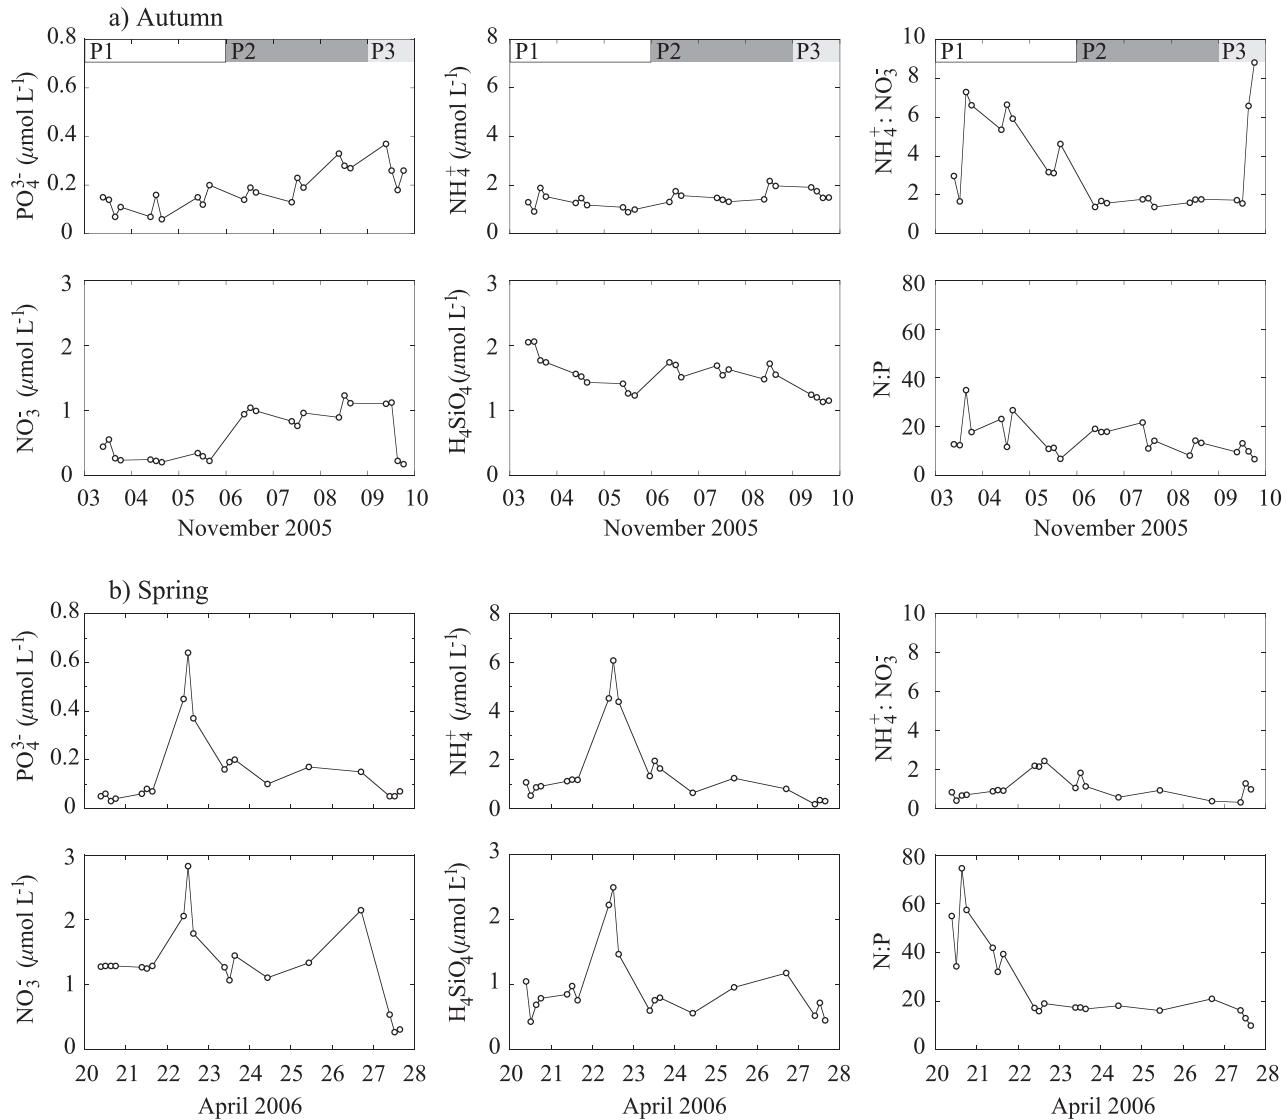 a) Autumn
P1 P2 P3
0.8
0.6
0.4
0.2
0
PO₄³⁻ (µmol L⁻¹)
P1 P2 P3
8
6
4
2
0
NH₄⁺ (µmol L⁻¹)
P1 P2 P3
10
8
6
4
2
0
NH₄⁺: NO₃⁻
3
2
1
0
NO₃⁻ (µmol L⁻¹)
03 04 05 06 07 08 09 10
November 2005
3
2
1
0
H₄SiO₄(µmol L⁻¹)
03 04 05 06 07 08 09 10
November 2005
80
60
40
20
0
N:P
03 04 05 06 07 08 09 10
November 2005
b) Spring
0.8
0.6
0.4
0.2
0
PO₄³⁻ (µmol L⁻¹)
8
6
4
2
0
NH₄⁺ (µmol L⁻¹)
10
8
6
4
2
0
NH₄⁺: NO₃⁻
3
2
1
0
NO₃⁻ (µmol L⁻¹)
20 21 22 23 24 25 26 27 28
April 2006
3
2
1
0
H₄SiO₄(µmol L⁻¹)
20 21 22 23 24 25 26 27 28
April 2006
80
60
40
20
0
N:P
20 21 22 23 24 25 26 27 28
April 2006